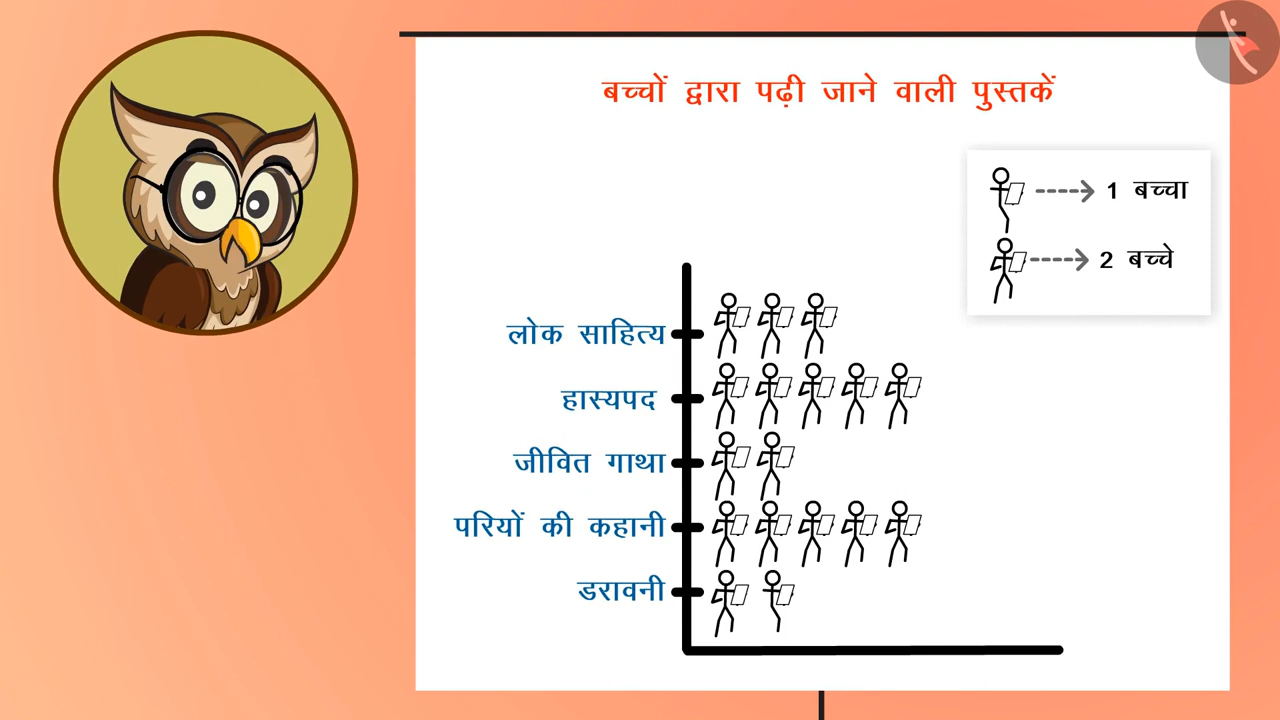 बच्चों द्वारा पढ़ी जाने वाली पुस्तकें
1 बच्चा
2 बच्चे
लोक साहित्य
हास्यपद
जीवित गाथा
परियों की कहानी
डरावनी